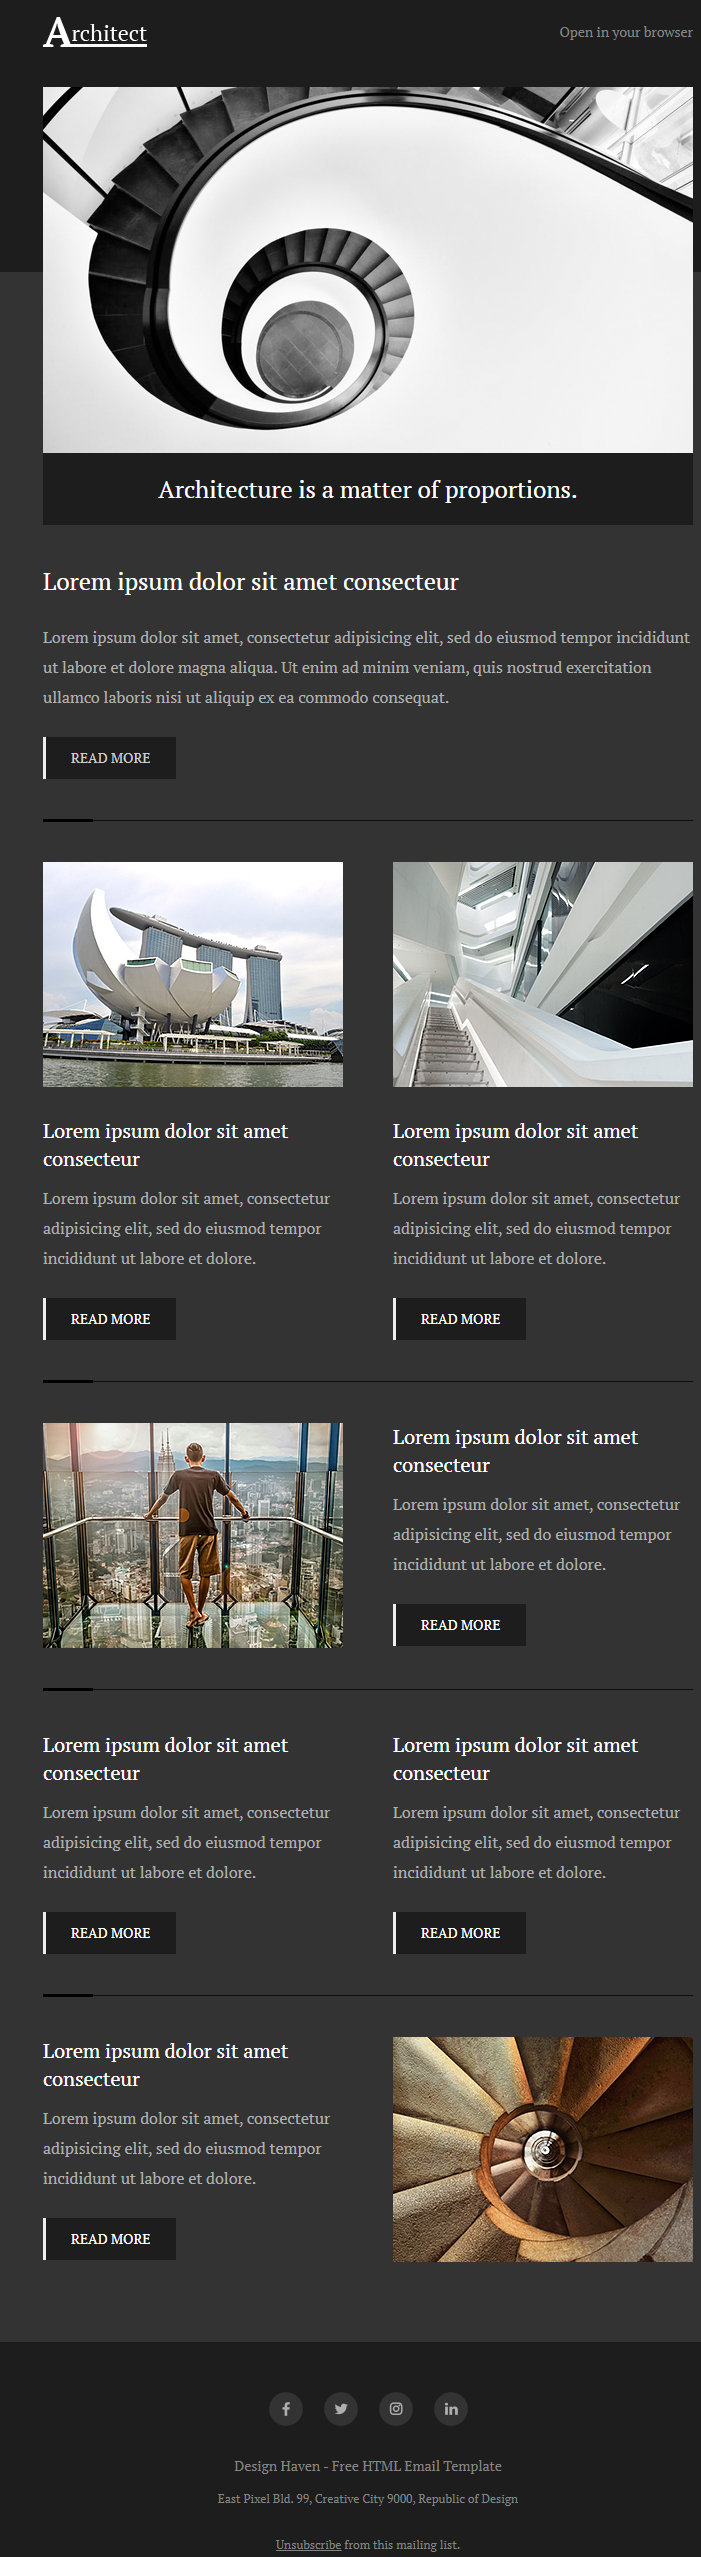 Architect
Open in your browser
Architecture is a matter of proportions.
Lorem ipsum dolor sit amet consecteur
Lorem ipsum dolor sit amet, consectetur adipisicing elit, sed do eiusmod tempor incididunt
ut labore et dolore magna aliqua. Ut enim ad minim veniam, quis nostrud exercitation
ullamco laboris nisi ut aliquip ex ea commodo consequat.
READ MORE
Lorem ipsum dolor sit amet
consecteur
Lorem ipsum dolor sit amet, consectetur
adipisicing elit, sed do eiusmod tempor
incididunt ut labore et dolore.
READ MORE
Lorem ipsum dolor sit amet
consecteur
Lorem ipsum dolor sit amet, consectetur
adipisicing elit, sed do eiusmod tempor
incididunt ut labore et dolore.
READ MORE
Lorem ipsum dolor sit amet
consecteur
Lorem ipsum dolor sit amet, consectetur
adipisicing elit, sed do eiusmod tempor
incididunt ut labore et dolore.
READ MORE
Lorem ipsum dolor sit amet
consecteur
Lorem ipsum dolor sit amet, consectetur
adipisicing elit, sed do eiusmod tempor
incididunt ut labore et dolore.
READ MORE
Lorem ipsum dolor sit amet
consecteur
Lorem ipsum dolor sit amet, consectetur
adipisicing elit, sed do eiusmod tempor
incididunt ut labore et dolore.
READ MORE
Lorem ipsum dolor sit amet
consecteur
Lorem ipsum dolor sit amet, consectetur
adipisicing elit, sed do eiusmod tempor
incididunt ut labore et dolore.
READ MORE
Design Haven - Free HTML Email Template
East Pixel Bld. 99, Creative City 9000, Republic of Design
Unsubscribe from this mailing list.